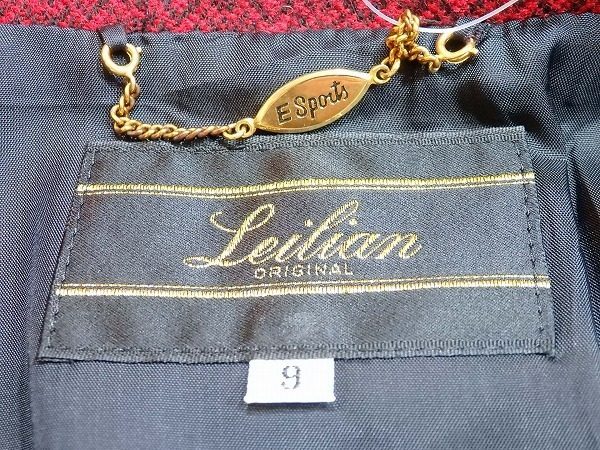 E Sports
Leilian
ORIGINAL
9